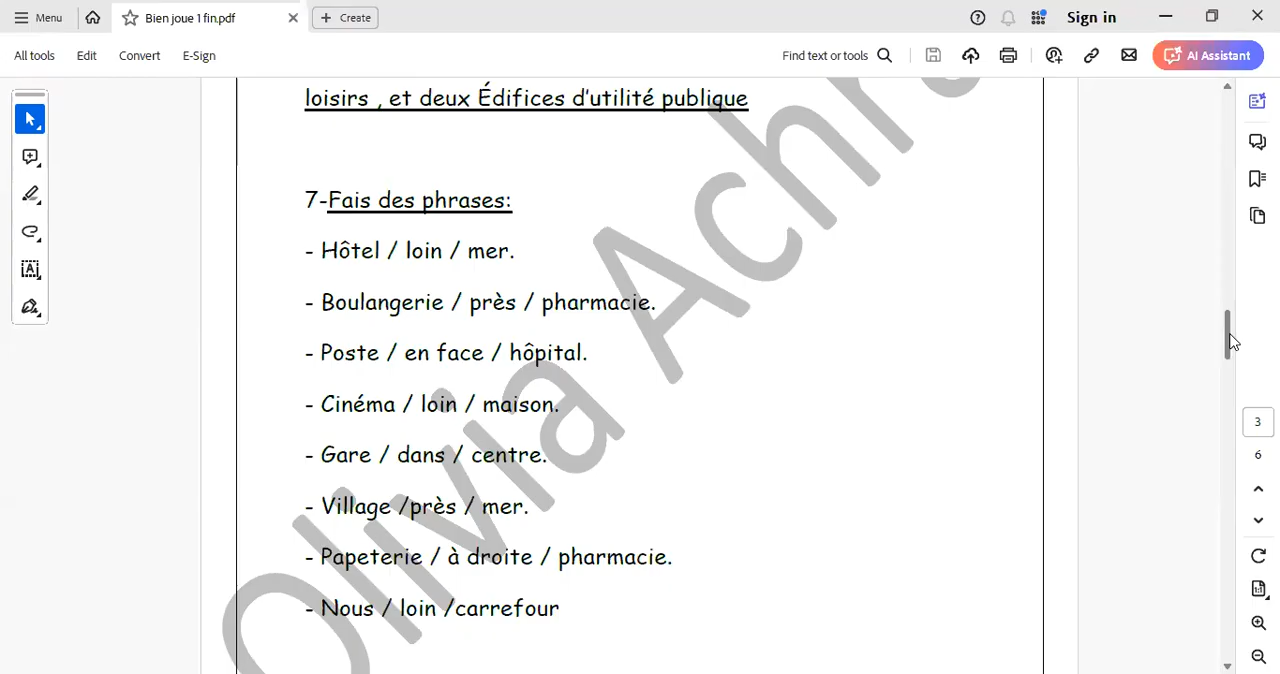 Menu
Bien joue 1 fin.pdf
Create
Sign in
All tools
Edit
Convert
E-Sign
Find text or tools
AI Assistant
loisirs , et deux Édifices d'utilité publique
7-Fais des phrases:
- Hôtel / loin / mer.
- Boulangerie / près / pharmacie.
- Poste / en face / hôpital.
- Cinéma / loin / maison.
- Gare / dans / centre.
- Village /près / mer.
- Papeterie / à droite / pharmacie.
- Nous / loin /carrefour
3
6
Olivia